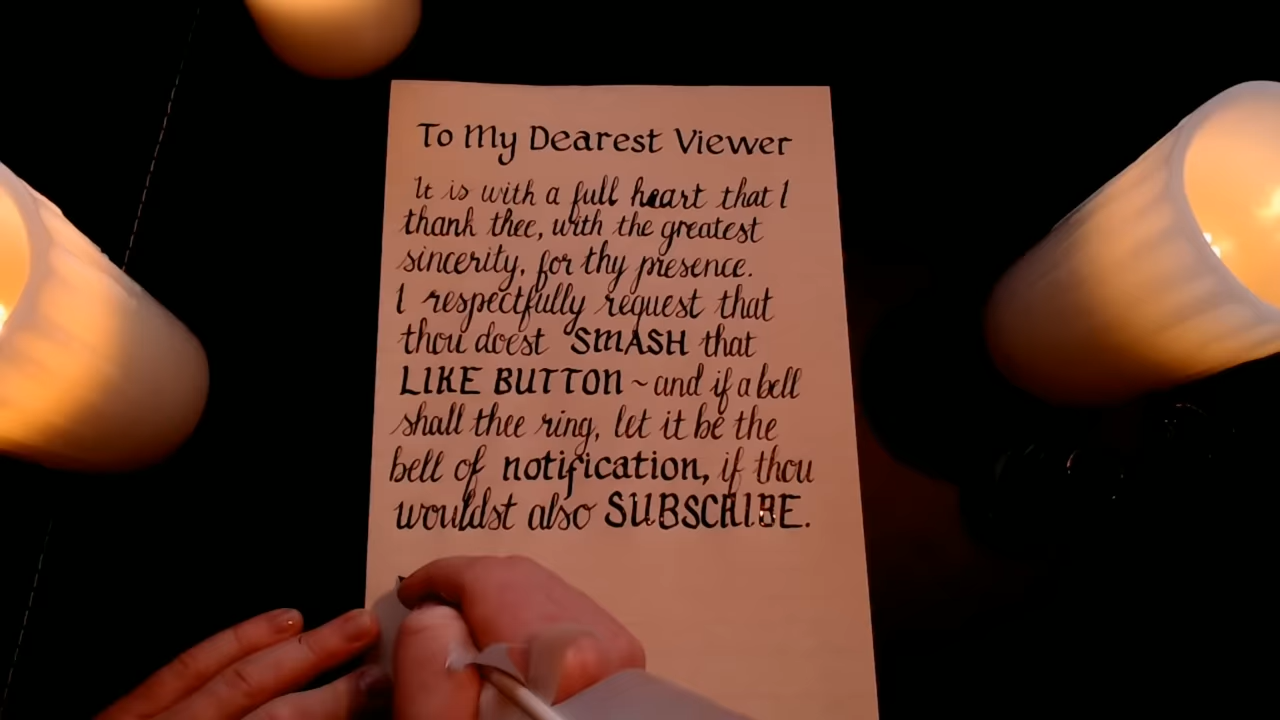 To My Dearest Viewer
It is with a full heart that I
thank thee, with the greatest
sincerity, for thy presence.
I respectfully request that
thou doest SMASH that
LIKE BUTTON ~ and if a bell
shall thee ring, let it be the
bell of notification, if thou
wouldst also SUBSCRIBE.